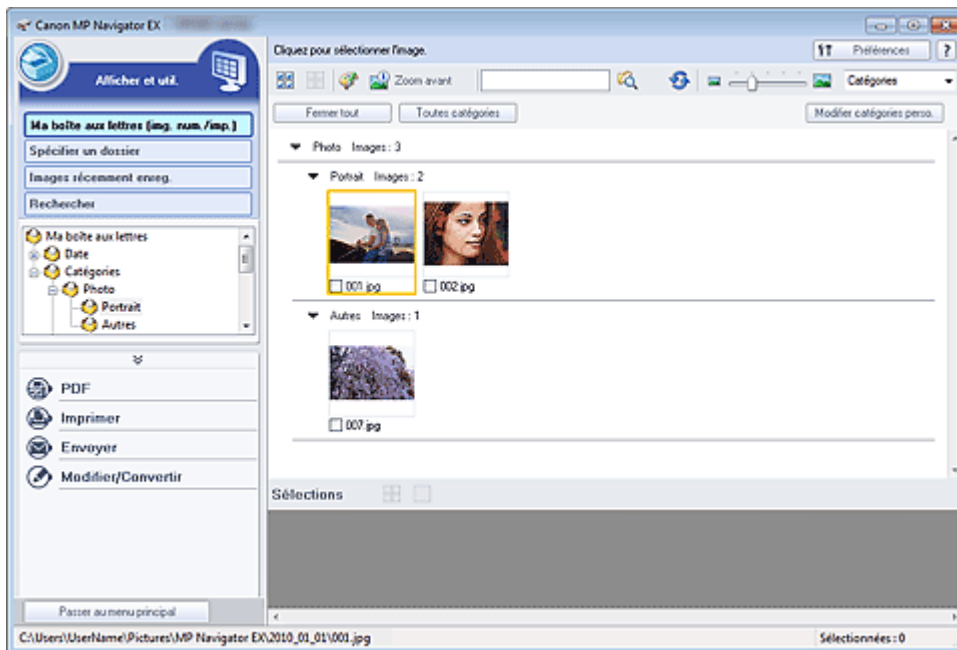 Canon MP Navigator EX
Cliquez pour sélectionner l'image.
Préférences
?
Afficher et util.
Zoom avant
Catégories
Fermer tout
Toutes catégories
Modifier catégories perso.
Ma boîte aux lettres (img. num./imp.)
Spécifier un dossier
Images récemment enreg.
Rechercher
Ma boîte aux lettres
Date
Catégories
Photo
Portrait
Autres
PDF
Imprimer
Envoyer
Modifier/Convertir
Passer au menu principal
Photo Images : 3
Portrait Images : 2
001.jpg
002.jpg
Autres Images : 1
007.jpg
Sélections
C:\Users\UserName\Pictures\MP Navigator EX\2010_01_01\001.jpg
Sélectionnées : 0